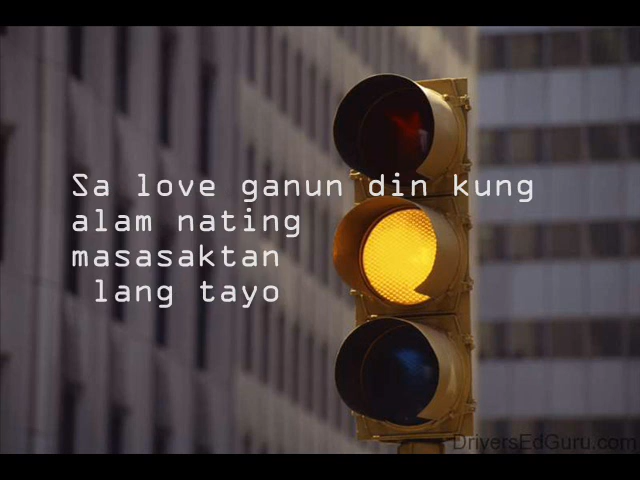 Sa love ganun din kung
alam nating
masasaktan
lang tayo
DriversEdGuru.com